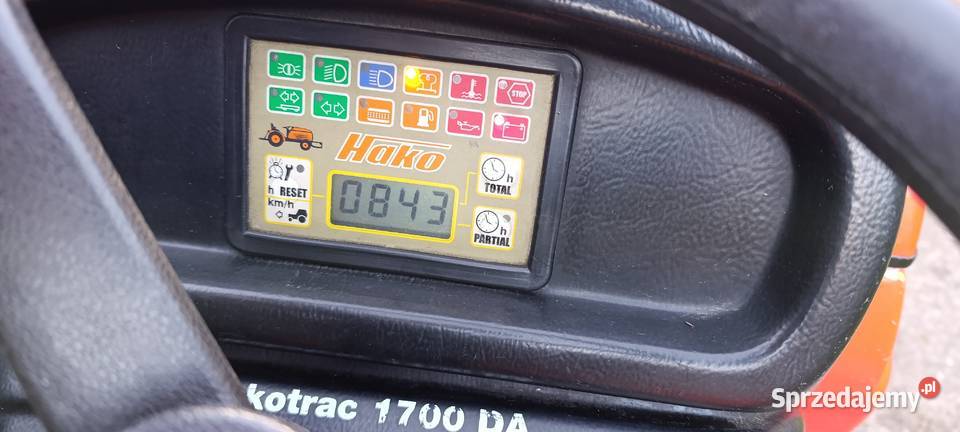 STOP
Hako
h RESET
km/h
0843
h
TOTAL
h
PARTIAL
kotrac 1700 DA
Sprzedajemy.pl